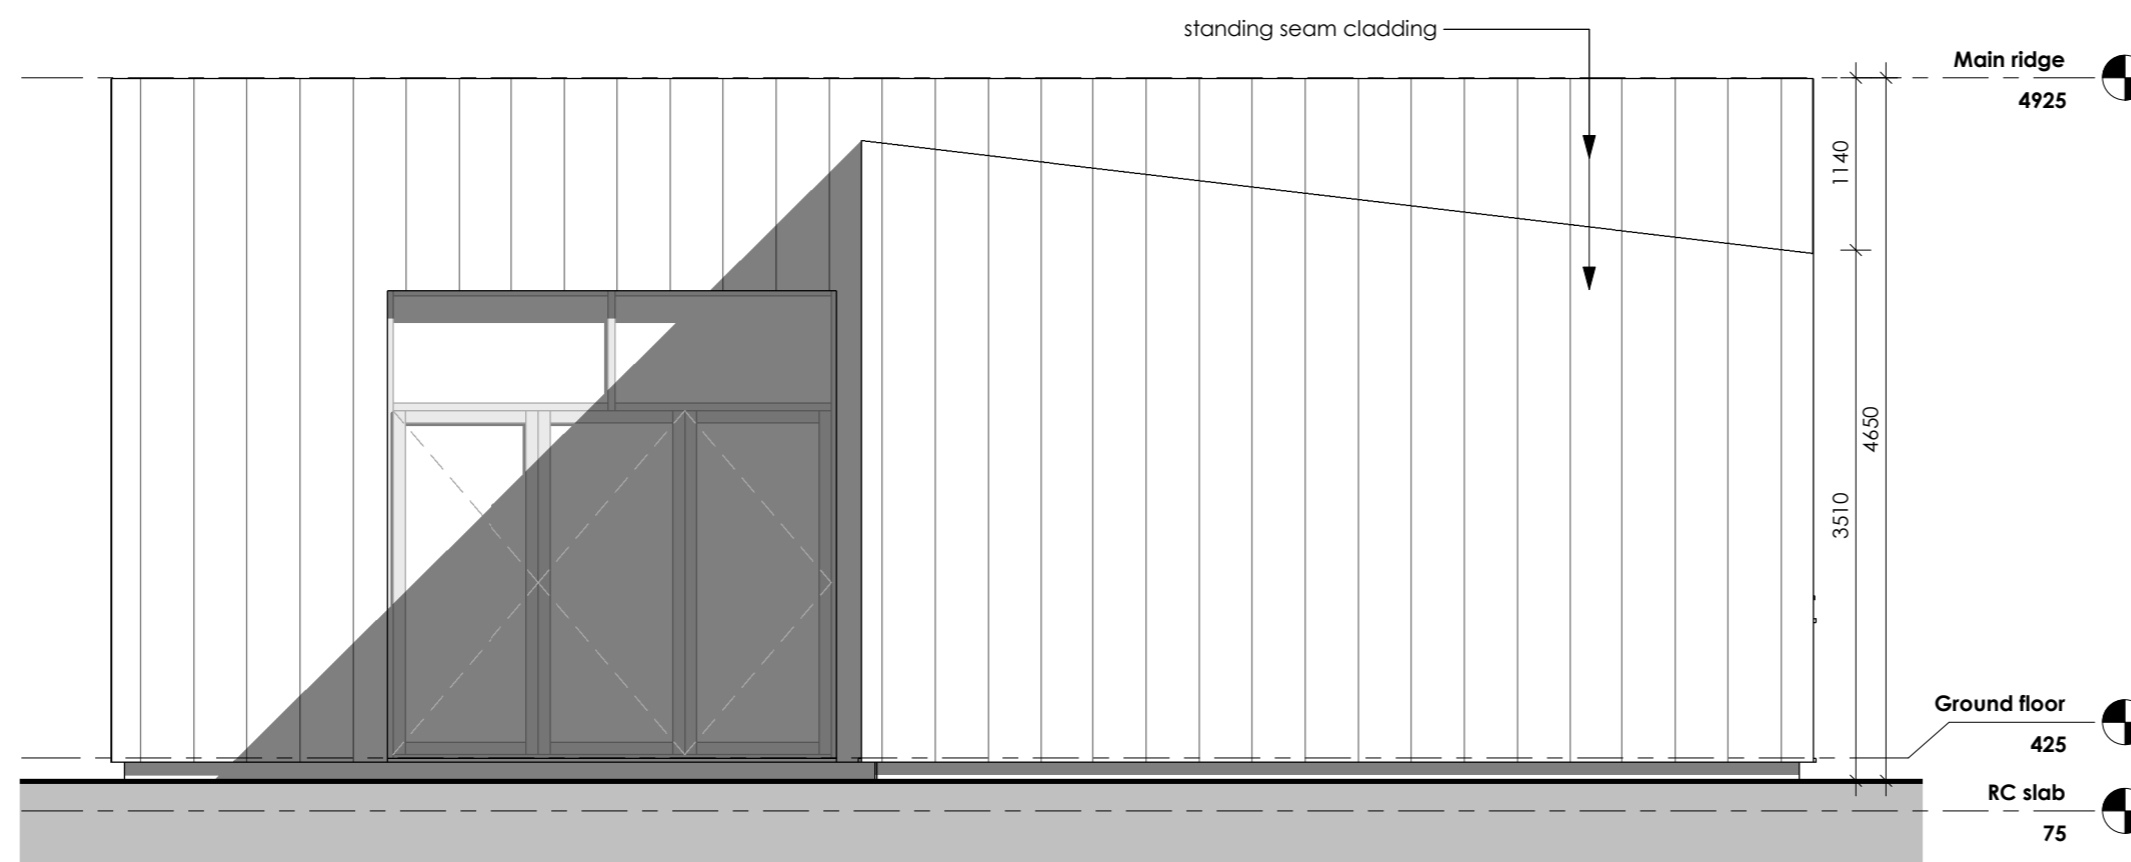 standing seam cladding
Main ridge
4925
1140
4650
3510
Ground floor
425
RC slab
75